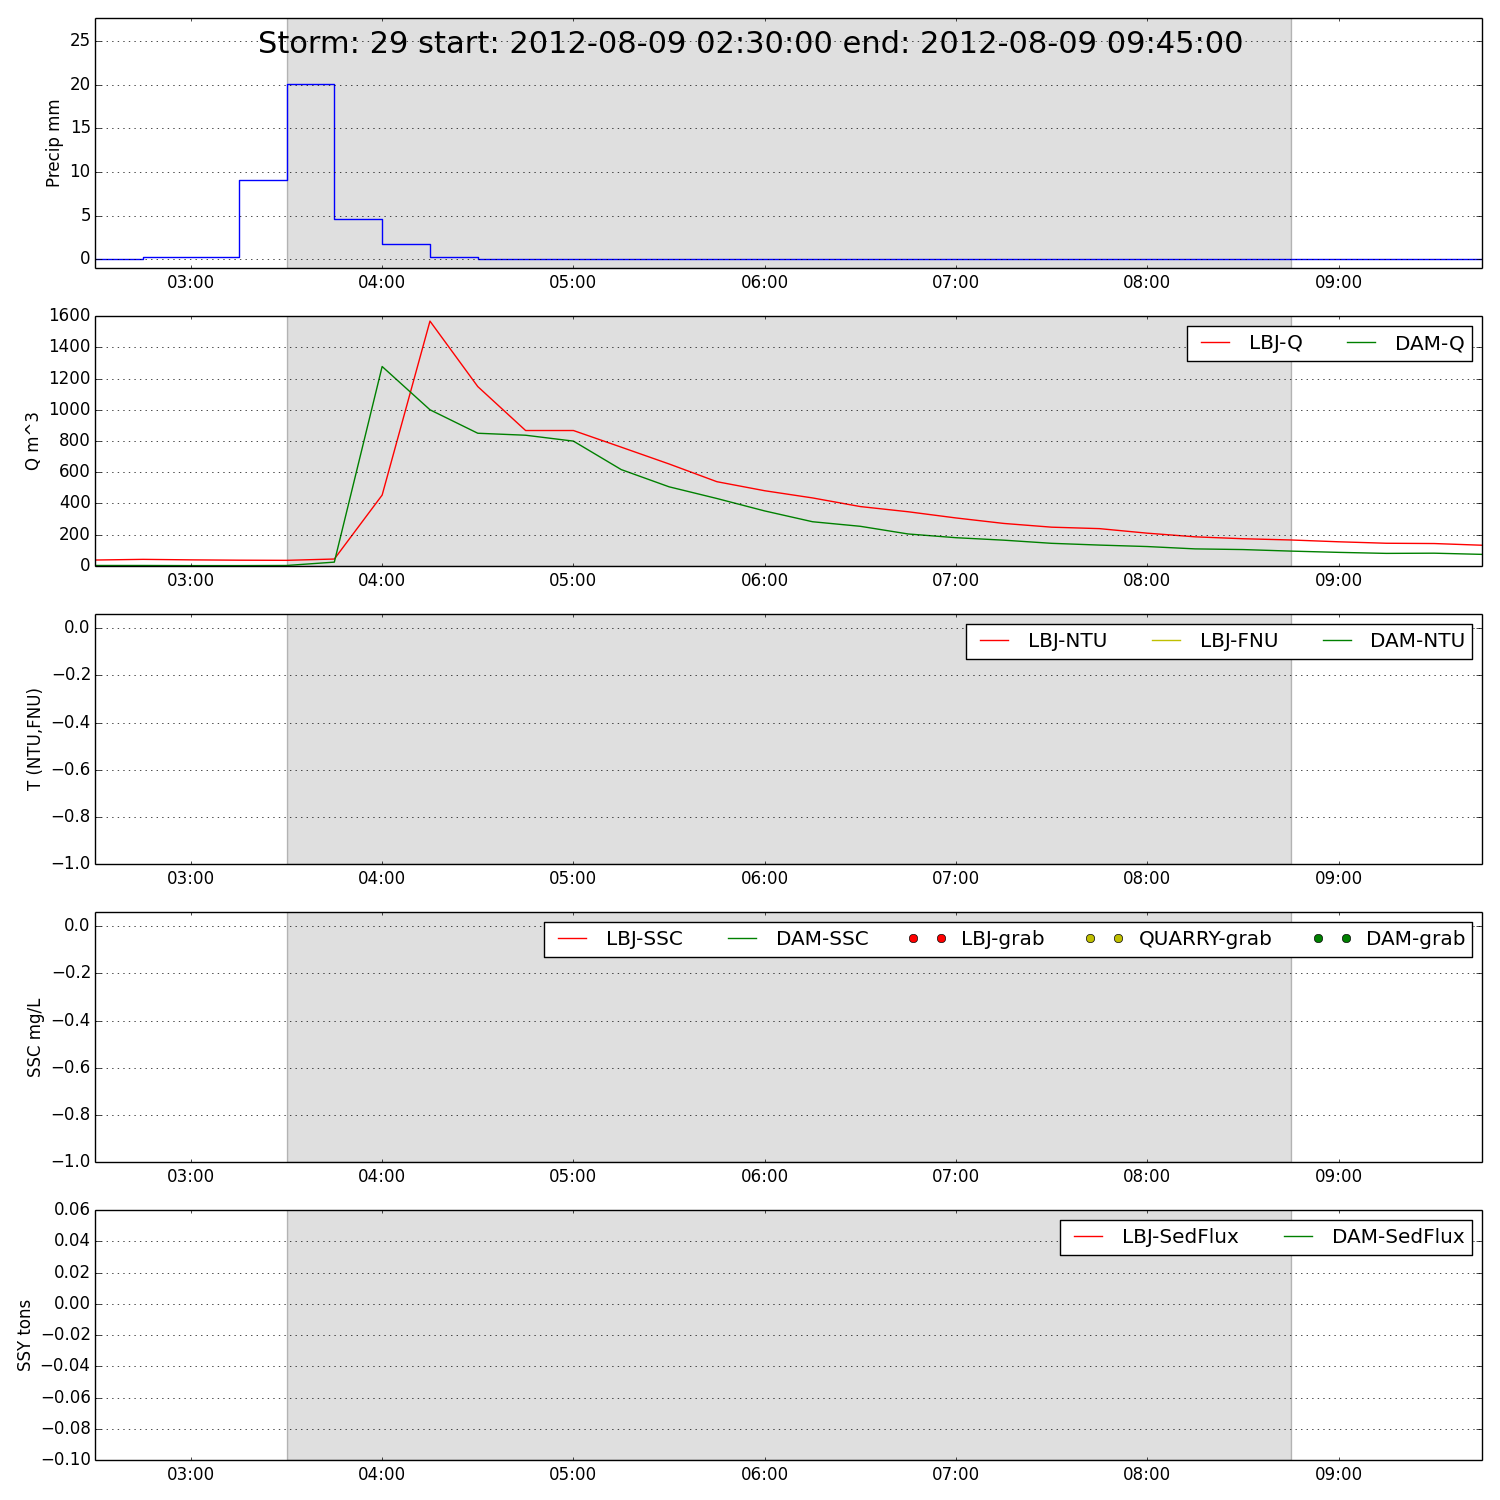 Storm: 29 start: 2012-08-09 02:30:00 end: 2012-08-09 09:45:00
Precip mm
25
20
15
10
5
0
03:00 04:00 05:00 06:00 07:00 08:00 09:00
Q m^3
1600
1400
1200
1000
800
600
400
200
0
LBJ-Q DAM-Q
03:00 04:00 05:00 06:00 07:00 08:00 09:00
T (NTU,FNU)
0.0
−0.2
−0.4
−0.6
−0.8
−1.0
LBJ-NTU LBJ-FNU DAM-NTU
03:00 04:00 05:00 06:00 07:00 08:00 09:00
SSC mg/L
0.0
−0.2
−0.4
−0.6
−0.8
−1.0
LBJ-SSC DAM-SSC LBJ-grab QUARRY-grab DAM-grab
03:00 04:00 05:00 06:00 07:00 08:00 09:00
SSY tons
0.06
0.04
0.02
0.00
−0.02
−0.04
−0.06
−0.08
−0.10
LBJ-SedFlux DAM-SedFlux
03:00 04:00 05:00 06:00 07:00 08:00 09:00